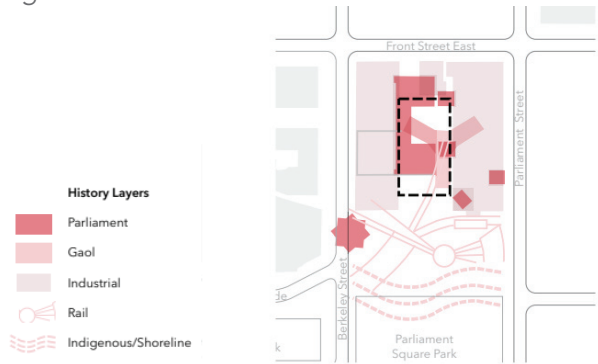 Front Street East
Parliament Street
History Layers
Parliament
Gaol
Industrial
Rail
Indigenous/Shoreline
Berkeley Street
Parliament
Square Park